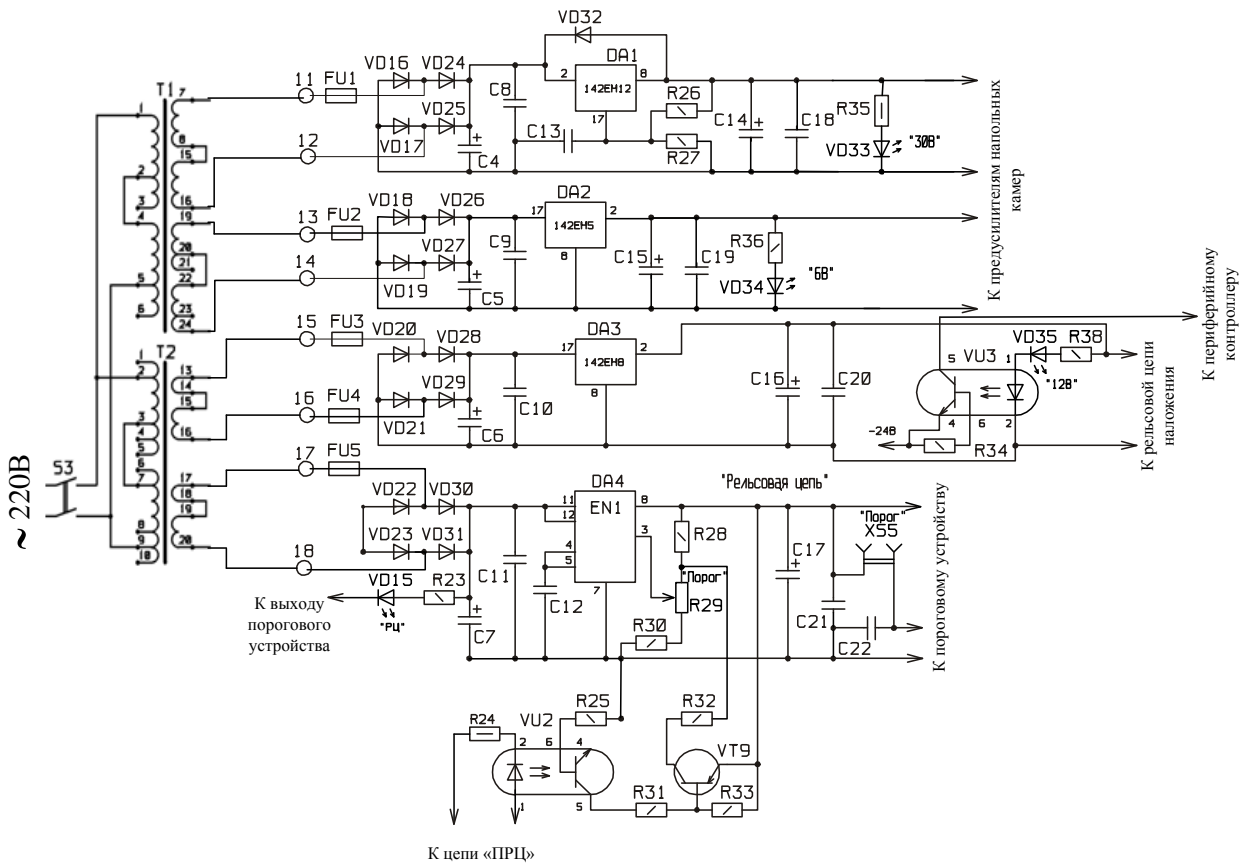 VD32
DA1
2
8
142ЕН12
17
11
FU1
VD16
VD24
C8
VD25
VD17
C4
C13
R26
R27
C14
C18
R35
VD33
"30В"
12
T1
1
7
8
15
2
3
4
16
19
20
21
22
5
6
23
24
13
FU2
VD18
VD26
C9
VD27
VD19
C5
17
DA2
2
142ЕН5
8
C15
C19
R36
VD34
"6В"
14
К предусилителям напольных
камер
15
FU3
VD20
VD28
C10
VD29
VD21
C6
17
DA3
2
142ЕН8
8
C16
C20
5
VU3
1
VD35
R38
"12В"
4
6
2
-24В
R34
К периферийному
контроллеру
К рельсовой цепи
наложения
T2
1
2
13
14
15
3
4
5
6
16
7
17
18
19
8
9
10
20
16
FU4
17
FU5
~ 220В
S3
VD22
VD30
VD23
VD31
18
VD15
R23
"РЦ"
C7
К выходу
порогового
устройства
C11
C12
DA4
EN1
11
12
4
5
8
3
7
"Рельсовая цепь"
R28
"Порог"
R29
R30
C17
"Порог"
XS5
C21
C22
К пороговому устройству
R25
VU2
R24
2
6
4
1
5
R32
VT9
R31
R33
К цепи «ПРЦ»